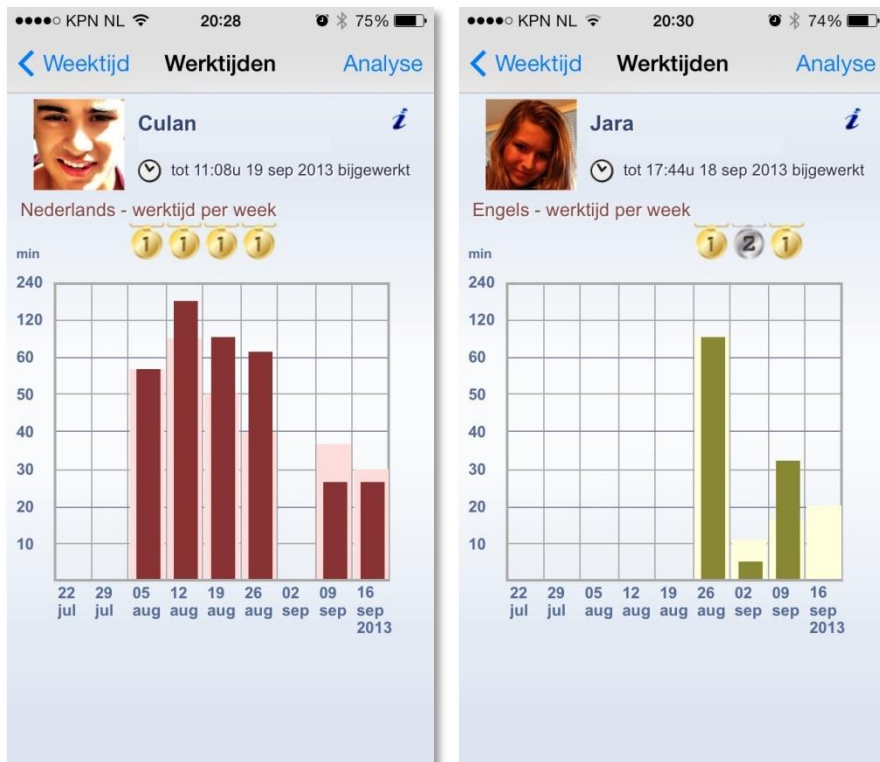 KPN NL 20:28 75%
Weektijd Werktijden Analyse
Culan i
tot 11:08u 19 sep 2013 bijgewerkt
Nederlands - werktijd per week
1 1 1 1
min
240
120
60
50
40
30
20
10
22 29 05 12 19 26 02 09 16
jul jul aug aug aug aug sep sep sep
2013
KPN NL 20:30 74%
Weektijd Werktijden Analyse
Jara i
tot 17:44u 18 sep 2013 bijgewerkt
Engels - werktijd per week
1 2 1
min
240
120
60
50
40
30
20
10
22 29 05 12 19 26 02 09 16
jul jul aug aug aug aug sep sep sep
2013